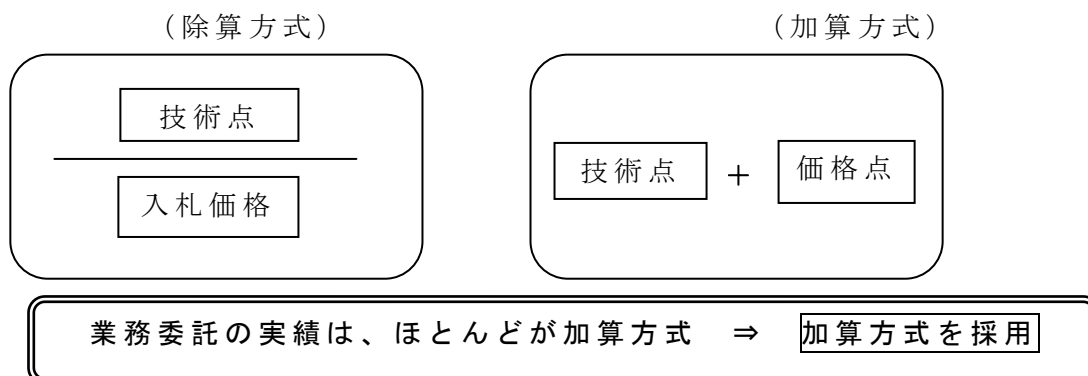 (除算方式)
(加算方式)
技術点
入札価格
技術点 + 価格点
業務委託の実績は、ほとんどが加算方式 ⇒ 加算方式を採用